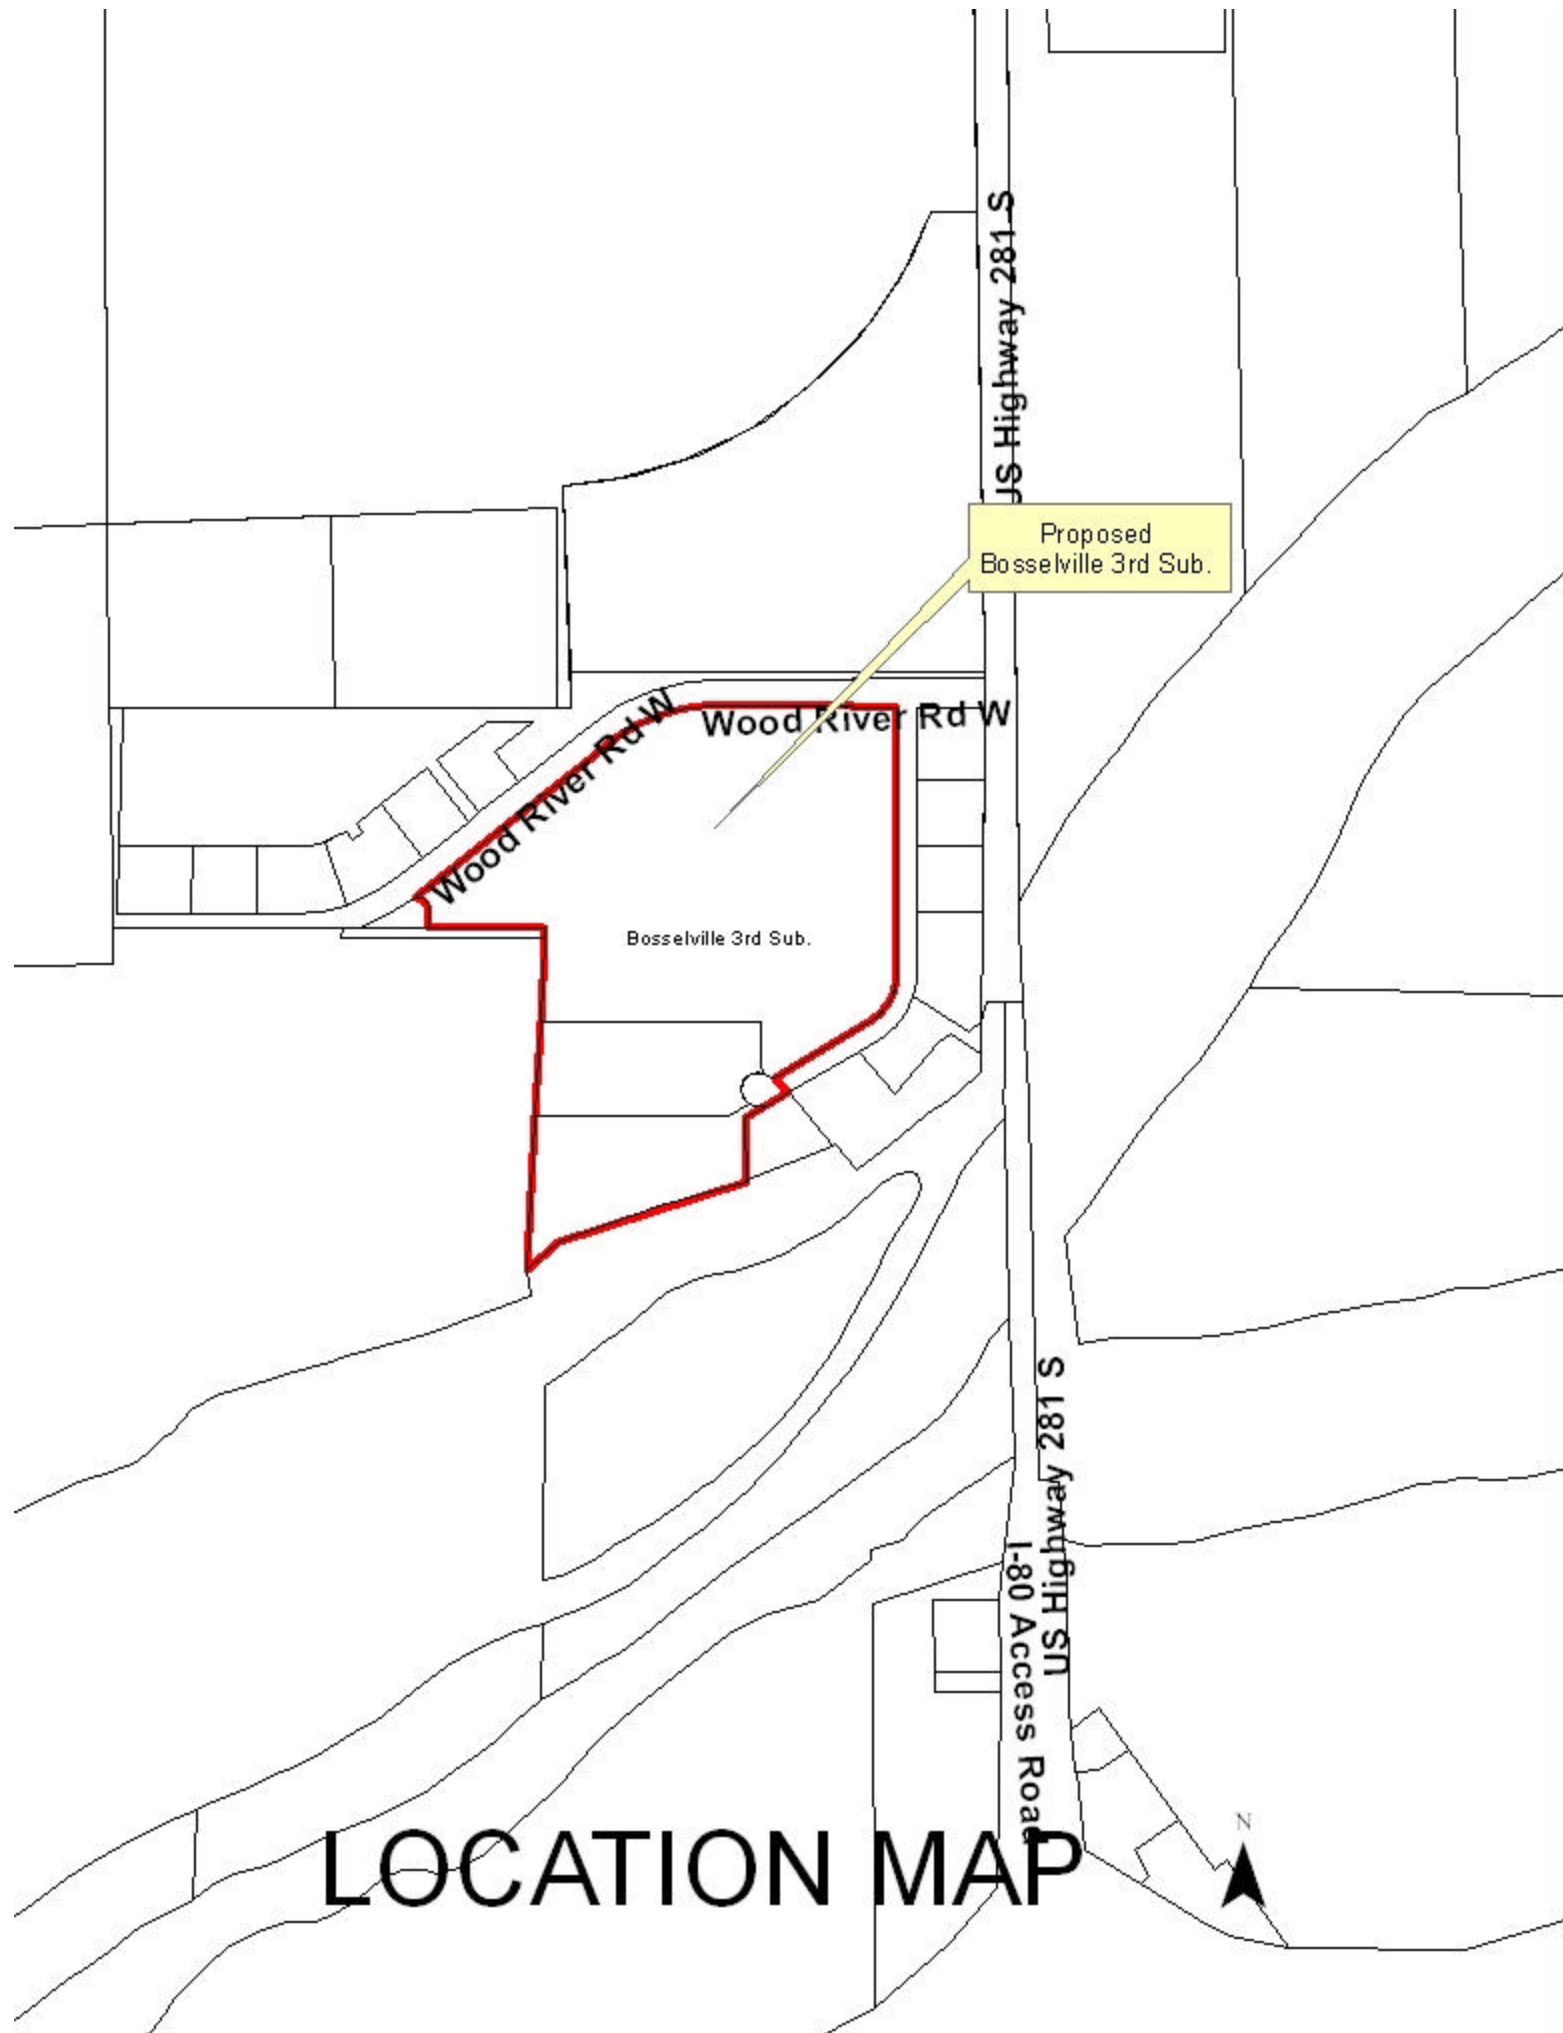 US Highway 281 S
Proposed
Bosselville 3rd Sub.
Wood River Rd W
Wood River Rd W
Bosselville 3rd Sub.
US Highway 281 S
I-80 Access Road
N
LOCATION MAP